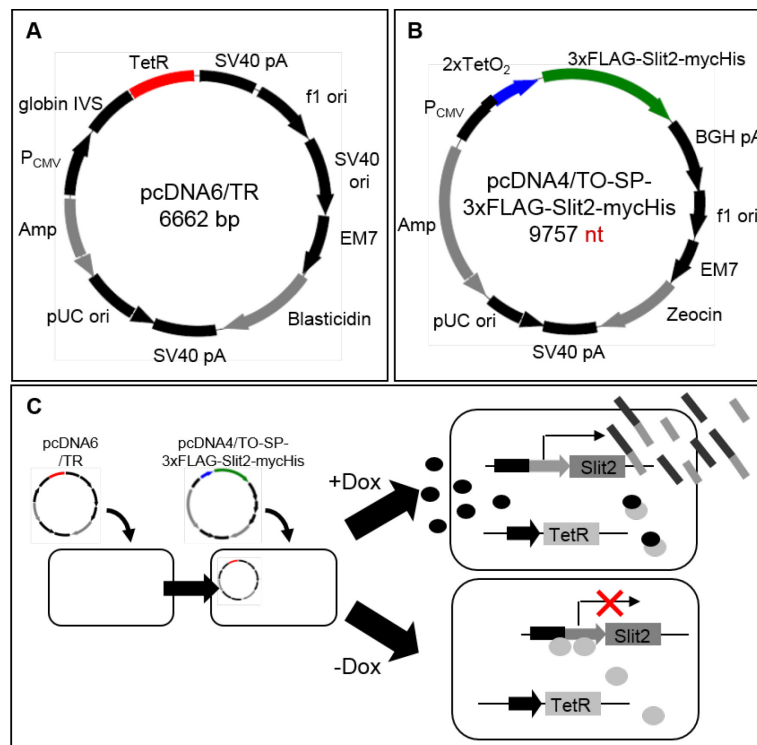 A
TetR
SV40 pA
globin IVS
f1 ori
PCMV
SV40
ori
pcDNA6/TR
6662 bp
Amp
EM7
pUC ori
Blasticidin
SV40 pA
B
3xFLAG-Slit2-mycHis
2xTetO2
PCMV
BGH pA
pcDNA4/TO-SP-
3xFLAG-Slit2-mycHis
9757 nt
Amp
f1 ori
EM7
pUC ori
Zeocin
SV40 pA
C
pcDNA6
/TR
pcDNA4/TO-SP-
3xFLAG-Slit2-mycHis
+Dox
Slit2
TetR
-Dox
Slit2
TetR